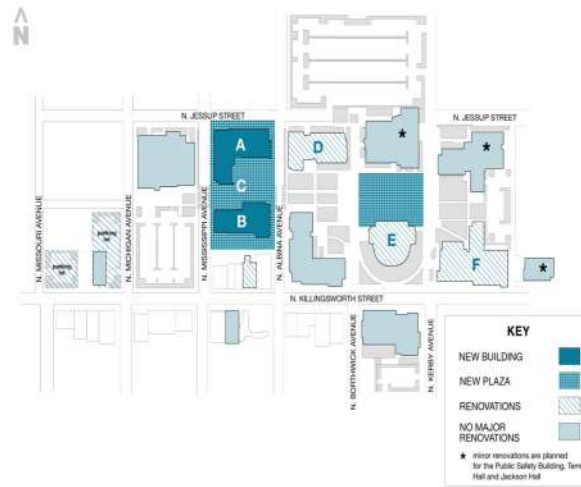 N
N. JESSUP STREET
N. JESSUP STREET
A
D
*
*
C
B
E
F
*
N. MISSOURI AVENUE
N. MICHIGAN AVENUE
N. MISSISSIPPI AVENUE
N. ALBINA AVENUE
parking
lot
parking
lot
N. KILLINGSWORTH STREET
N. BORTHWICK AVENUE
N. KERBY AVENUE
KEY
NEW BUILDING
NEW PLAZA
RENOVATIONS
NO MAJOR
RENOVATIONS
* minor renovations are planned
for the Public Safety Building, Terre
Hall and Jackson Hall